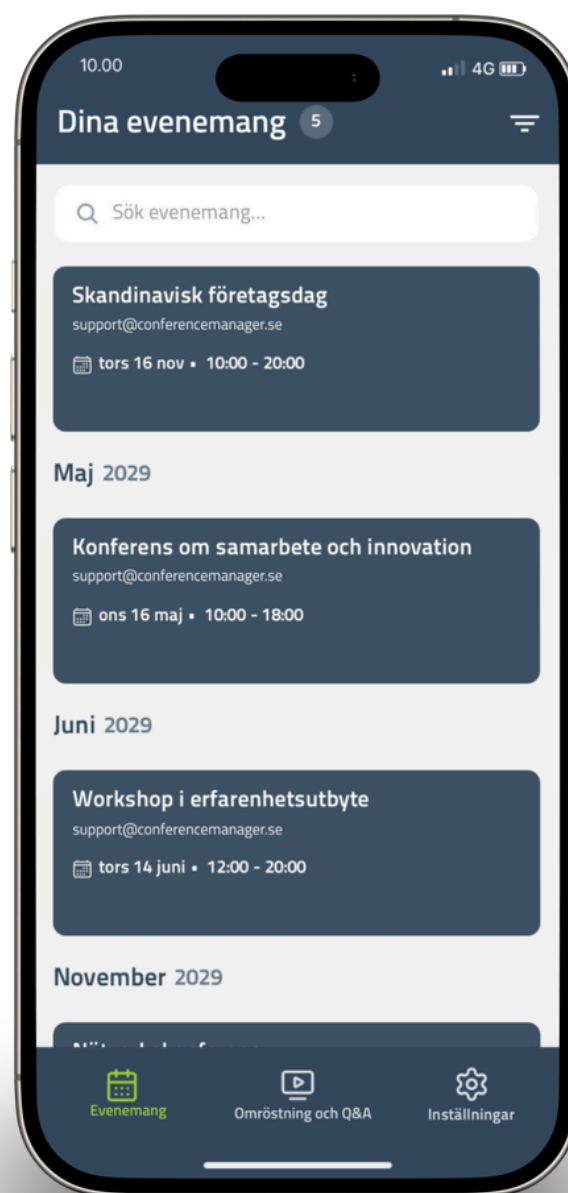 10.00
4G
Dina evenemang 5
Sök evenemang...
Skandinavisk företagsdag
support@conferencemanager.se
tors 16 nov • 10:00 - 20:00
Maj 2029
Konferens om samarbete och innovation
support@conferencemanager.se
ons 16 maj • 10:00 - 18:00
Juni 2029
Workshop i erfarenhetsutbyte
support@conferencemanager.se
tors 14 juni • 12:00 - 20:00
November 2029
Evenemang
Omröstning och Q&A
Inställningar